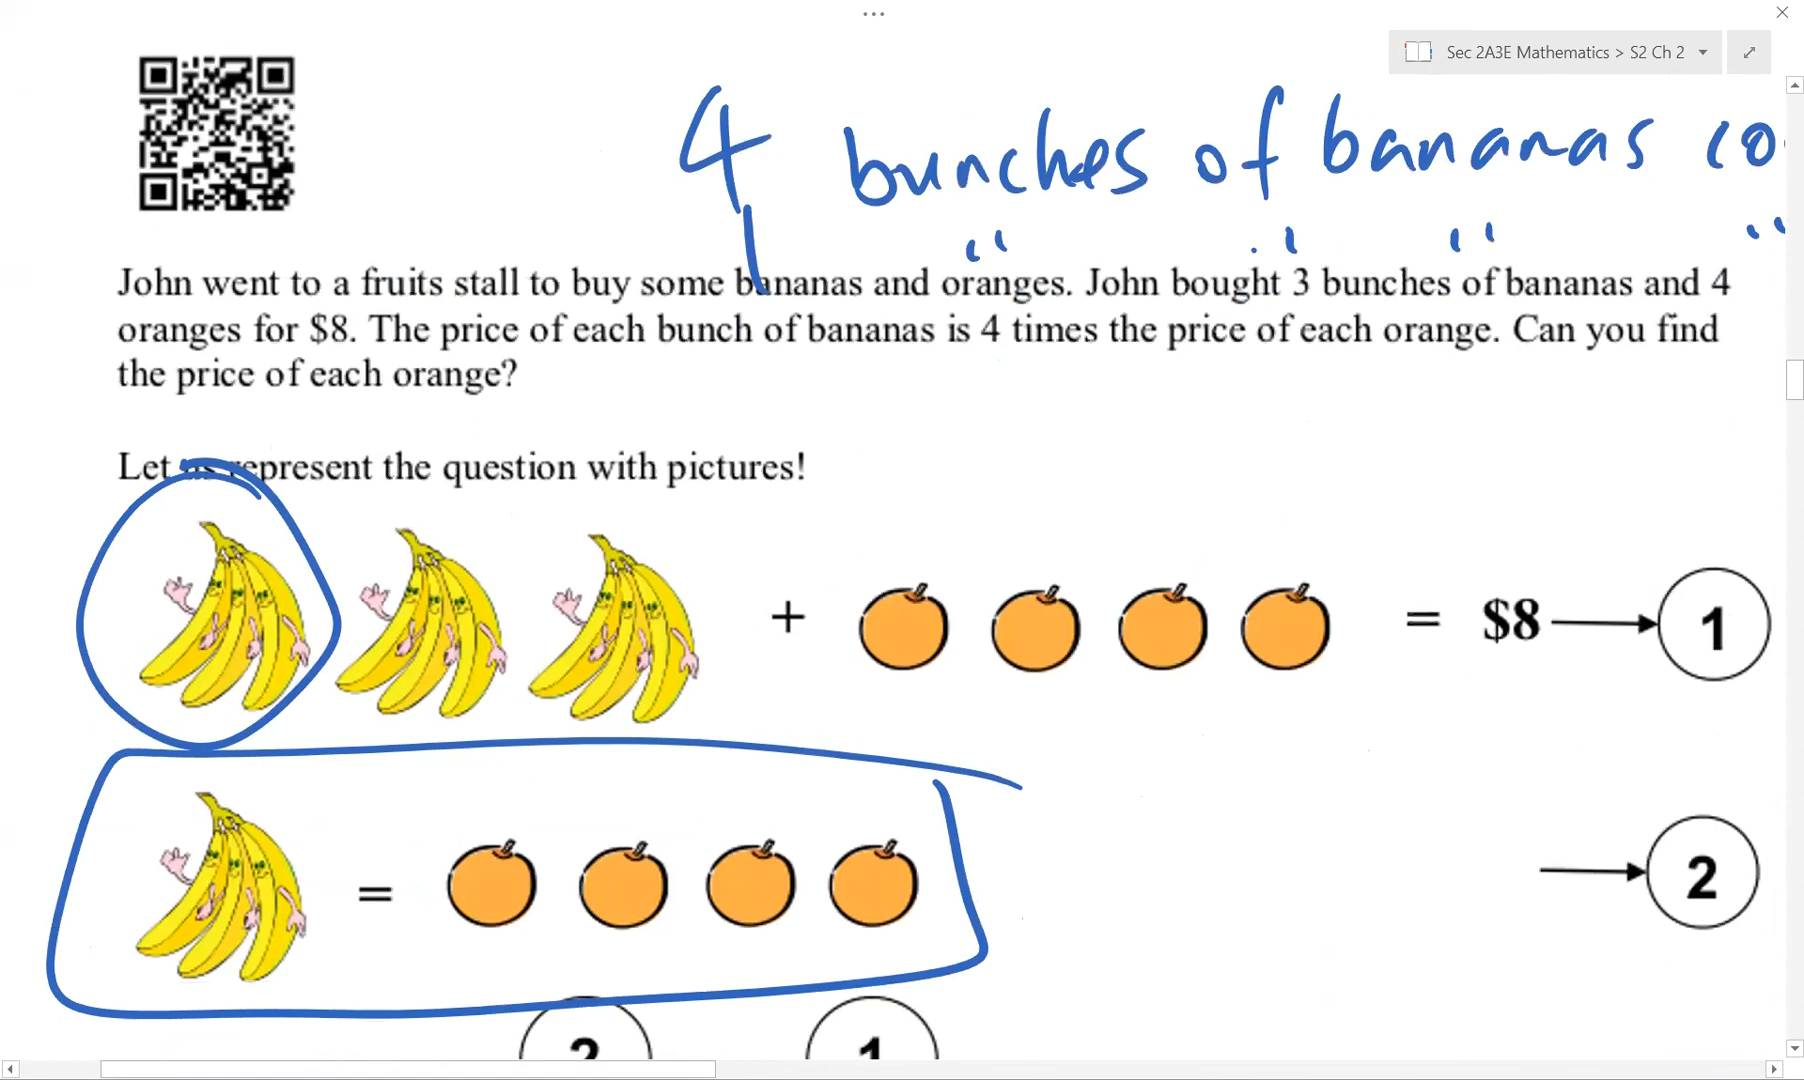 Sec 2A3E Mathematics > S2 Ch 2
4 bunches of bananas
John went to a fruits stall to buy some bananas and oranges. John bought 3 bunches of bananas and 4
oranges for $8. The price of each bunch of bananas is 4 times the price of each orange. Can you find
the price of each orange?
Let us represent the question with pictures!
+ = $8 1
= 2
2 1